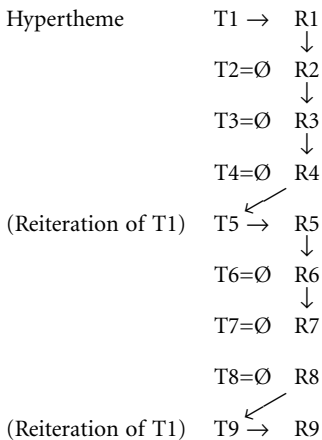 Hypertheme T1 → R1
↓
T2=Ø R2
↓
T3=Ø R3
↓
T4=Ø R4
↙
(Reiteration of T1) T5 → R5
↓
T6=Ø R6
↓
T7=Ø R7
T8=Ø R8
↙
(Reiteration of T1) T9 → R9